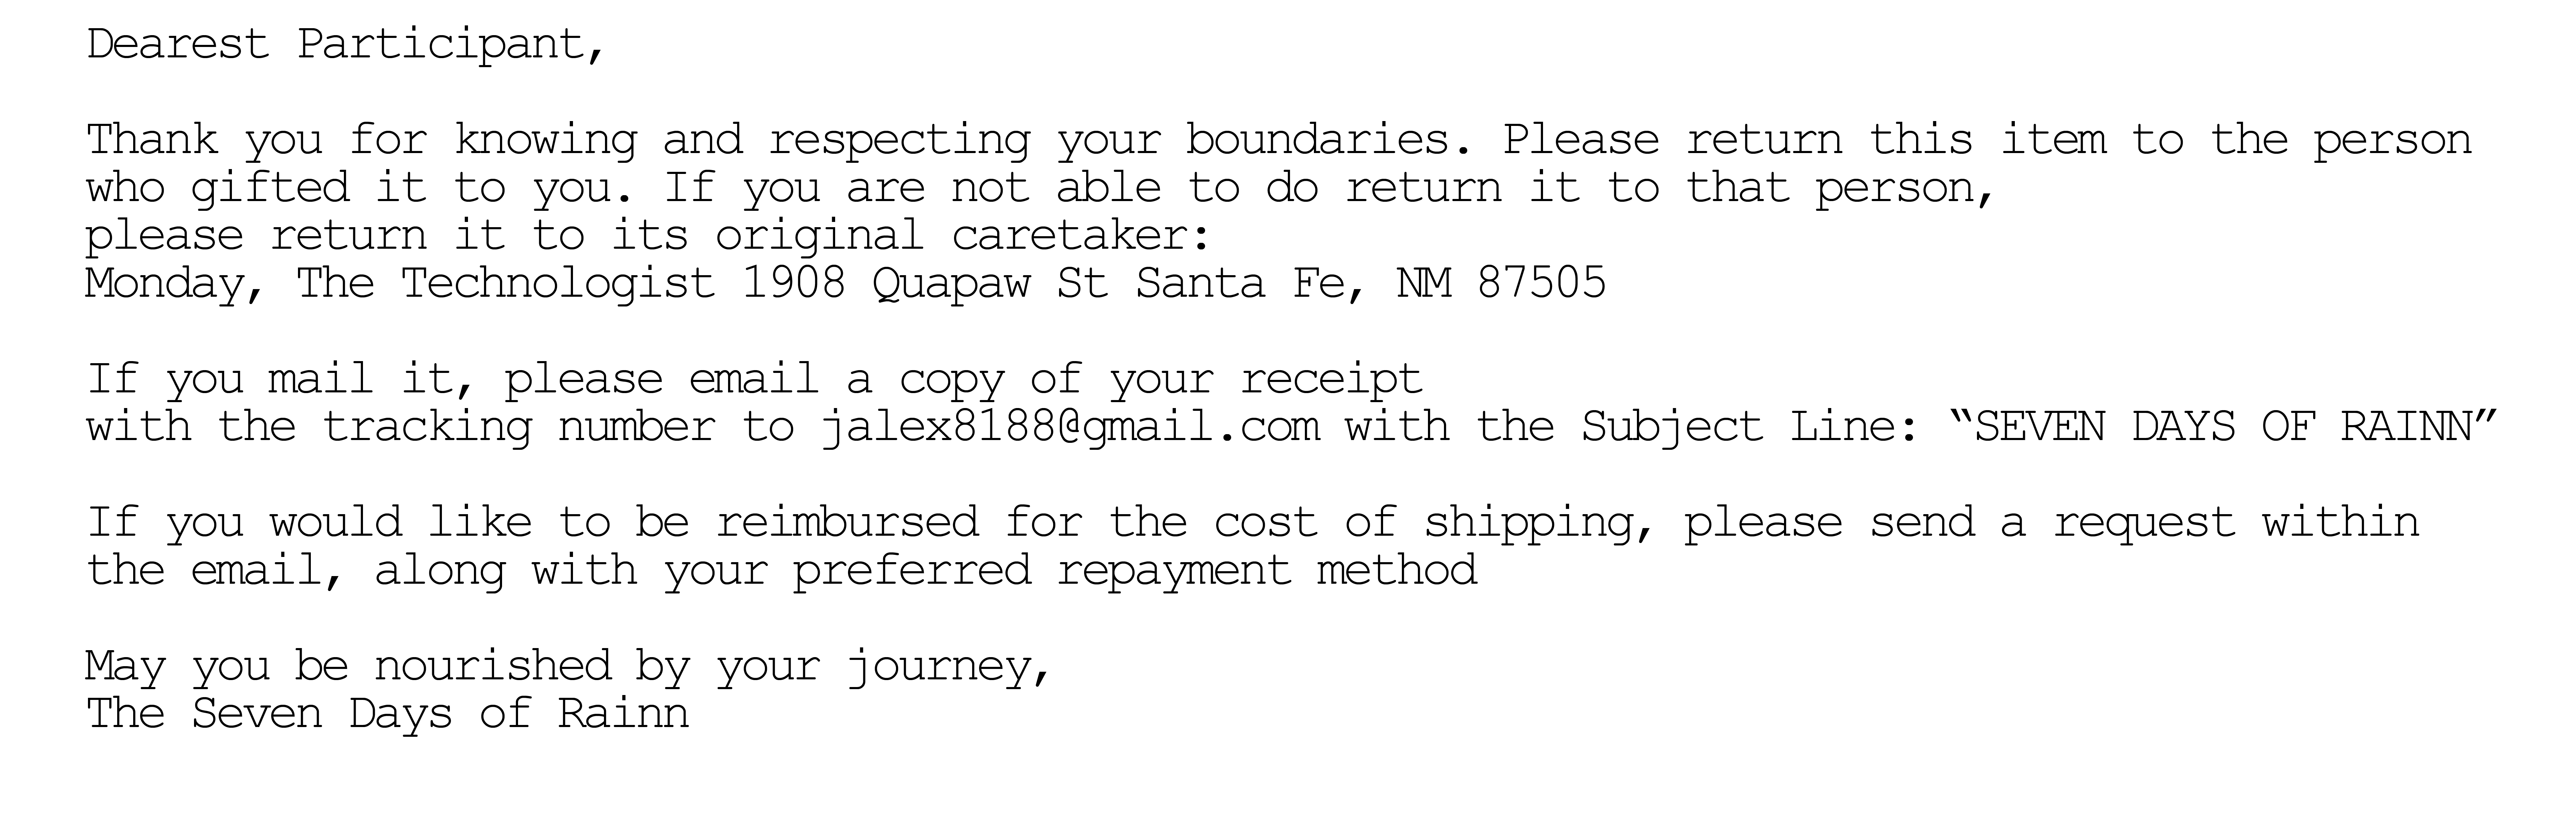 Dearest Participant,
Thank you for knowing and respecting your boundaries. Please return this item to the person
who gifted it to you. If you are not able to do return it to that person,
please return it to its original caretaker:
Monday, The Technologist 1908 Quapaw St Santa Fe, NM 87505
If you mail it, please email a copy of your receipt
with the tracking number to jalex8188@gmail.com with the Subject Line: “SEVEN DAYS OF RAINN”
If you would like to be reimbursed for the cost of shipping, please send a request within
the email, along with your preferred repayment method
May you be nourished by your journey,
The Seven Days of Rainn